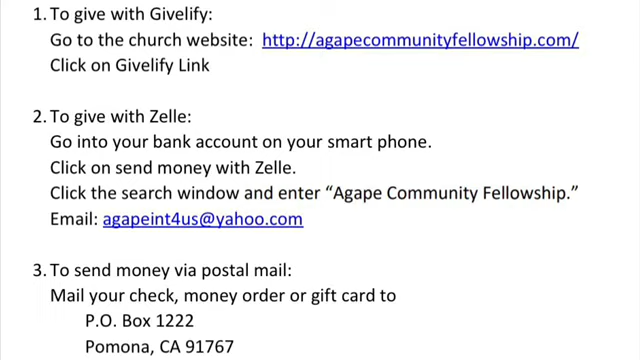 1. To give with Givelify:
Go to the church website: http://agapecommunityfellowship.com/
Click on Givelify Link
2. To give with Zelle:
Go into your bank account on your smart phone.
Click on send money with Zelle.
Click the search window and enter “Agape Community Fellowship.”
Email: agapeint4us@yahoo.com
3. To send money via postal mail:
Mail your check, money order or gift card to
P.O. Box 1222
Pomona, CA 91767